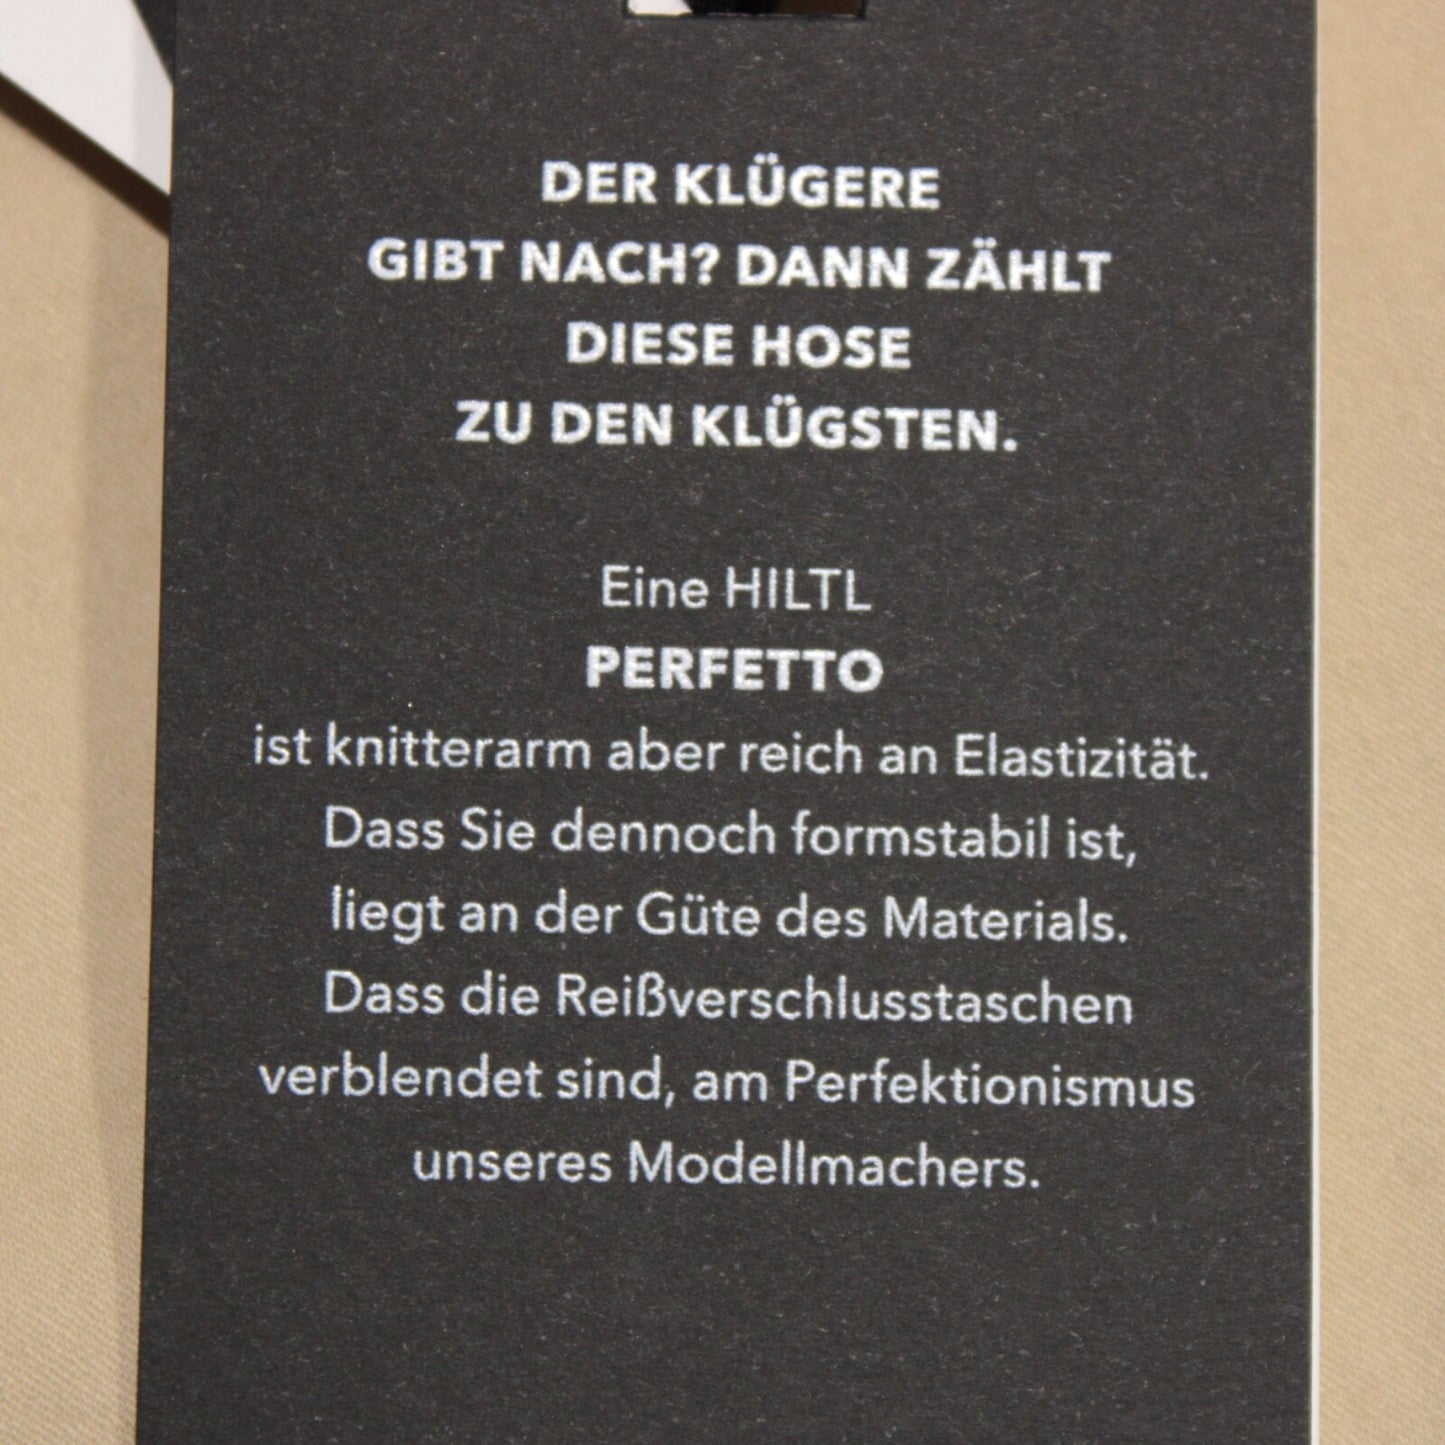 DER KLÜGERE
GIBT NACH? DANN ZÄHLT
DIESE HOSE
ZU DEN KLÜGSTEN.
Eine HILTL
PERFETTO
ist knitterarm aber reich an Elastizität.
Dass Sie dennoch formstabil ist,
liegt an der Güte des Materials.
Dass die Reißverschlusstaschen
verblendet sind, am Perfektionismus
unseres Modellmachers.